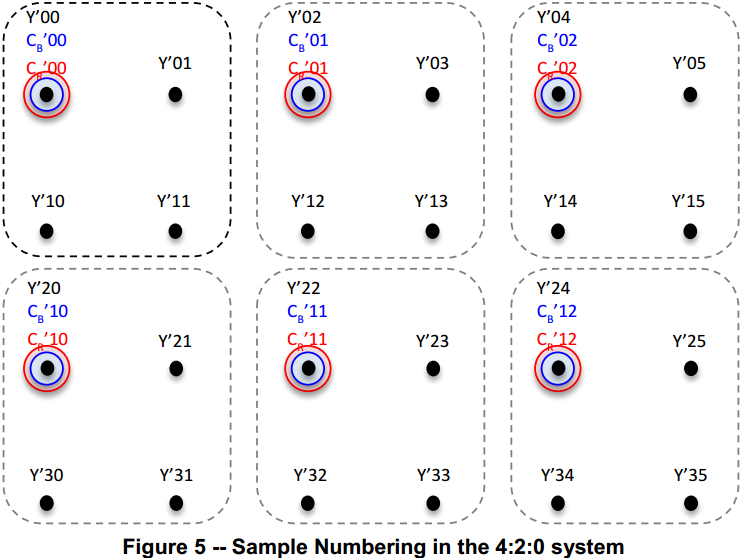 Y'00
C_B'00
C_R'00
Y'01
Y'02
C_B'01
C_R'01
Y'03
Y'04
C_B'02
C_R'02
Y'05
Y'10
Y'11
Y'12
Y'13
Y'14
Y'15
Y'20
C_B'10
C_R'10
Y'21
Y'22
C_B'11
C_R'11
Y'23
Y'24
C_B'12
C_R'12
Y'25
Y'30
Y'31
Y'32
Y'33
Y'34
Y'35
Figure 5 -- Sample Numbering in the 4:2:0 system